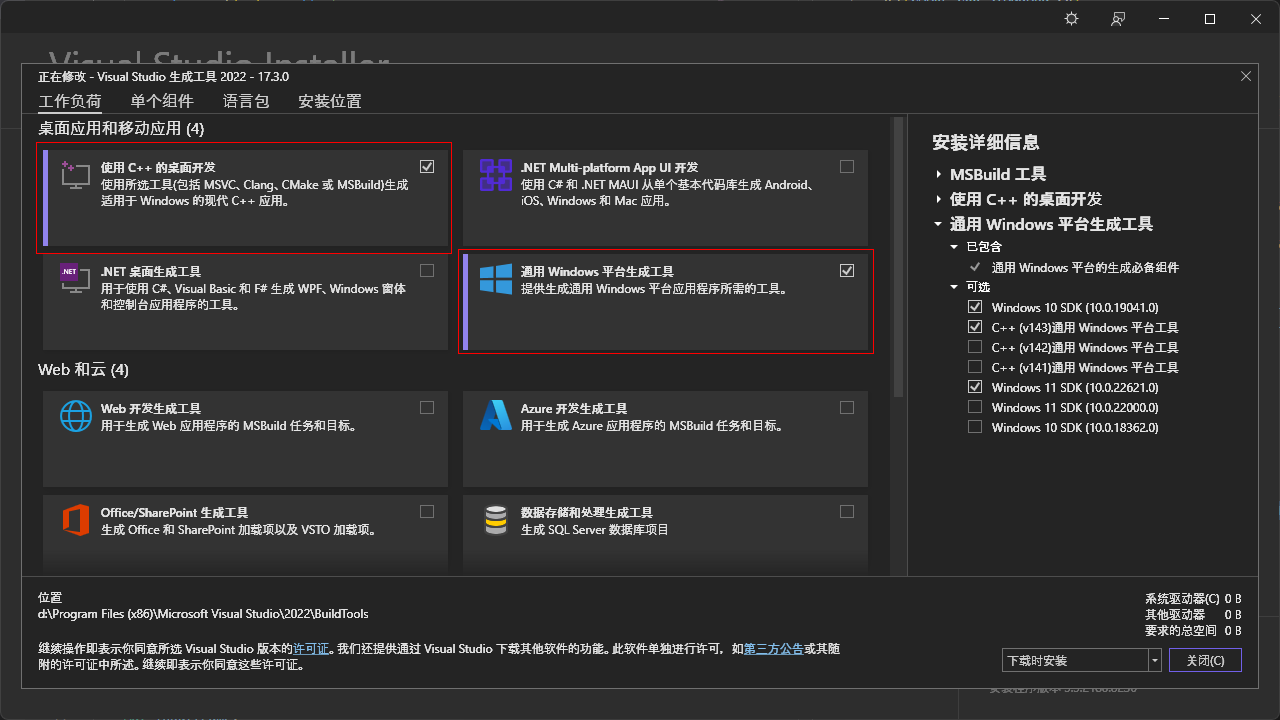 Visual Studio Installer
正在修改 - Visual Studio 生成工具 2022 - 17.3.0
工作负荷 单个组件 语言包 安装位置
桌面应用和移动应用 (4)
使用 C++ 的桌面开发
使用所选工具(包括 MSVC、Clang、CMake 或 MSBuild)生成
适用于 Windows 的现代 C++ 应用。
.NET Multi-platform App UI 开发
使用 C# 和 .NET MAUI 从单个基本代码库生成 Android、
iOS、Windows 和 Mac 应用。
.NET
.NET 桌面生成工具
用于使用 C#、Visual Basic 和 F# 生成 WPF、Windows 窗体
和控制台应用程序的工具。
通用 Windows 平台生成工具
提供生成通用 Windows 平台应用程序所需的工具。
Web 和云 (4)
Web 开发生成工具
用于生成 Web 应用程序的 MSBuild 任务和目标。
Azure 开发生成工具
用于生成 Azure 应用程序的 MSBuild 任务和目标。
Office/SharePoint 生成工具
生成 Office 和 SharePoint 加载项以及 VSTO 加载项。
数据存储和处理生成工具
生成 SQL Server 数据库项目
安装详细信息
MSBuild 工具
使用 C++ 的桌面开发
通用 Windows 平台生成工具
已包含
通用 Windows 平台的生成必备组件
可选
Windows 10 SDK (10.0.19041.0)
C++ (v143)通用 Windows 平台工具
C++ (v142)通用 Windows 平台工具
C++ (v141)通用 Windows 平台工具
Windows 11 SDK (10.0.22621.0)
Windows 11 SDK (10.0.22000.0)
Windows 10 SDK (10.0.18362.0)
位置
d:\Program Files (x86)\Microsoft Visual Studio\2022\BuildTools
继续操作即表示你同意所选 Visual Studio 版本的许可证。我们还提供通过 Visual Studio 下载其他软件的功能。此软件单独进行许可，如第三方公告或其随
附的许可证中所述。继续即表示你同意这些许可证。
系统驱动器(C) 0 B
其他驱动器 0 B
要求的总空间 0 B
下载时安装
关闭(C)